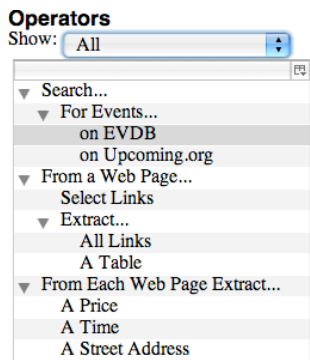 Operators
Show: All
Search...
For Events...
on EVDB
on Upcoming.org
From a Web Page...
Select Links
Extract...
All Links
A Table
From Each Web Page Extract...
A Price
A Time
A Street Address